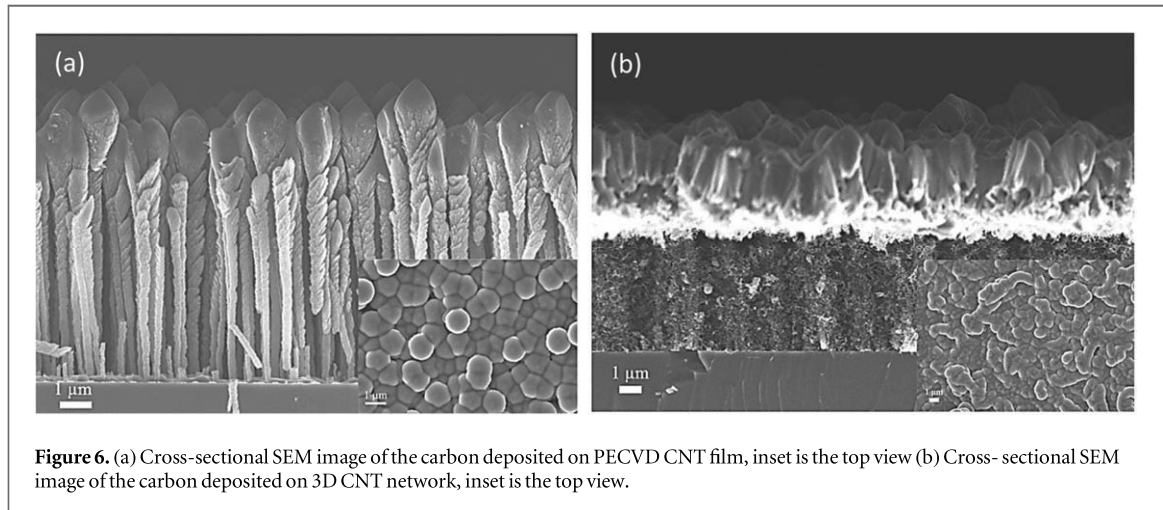 (a)
(b)
1 μm
1 μm
1 μm
1 μm
Figure 6. (a) Cross-sectional SEM image of the carbon deposited on PECVD CNT film, inset is the top view (b) Cross- sectional SEM
image of the carbon deposited on 3D CNT network, inset is the top view.